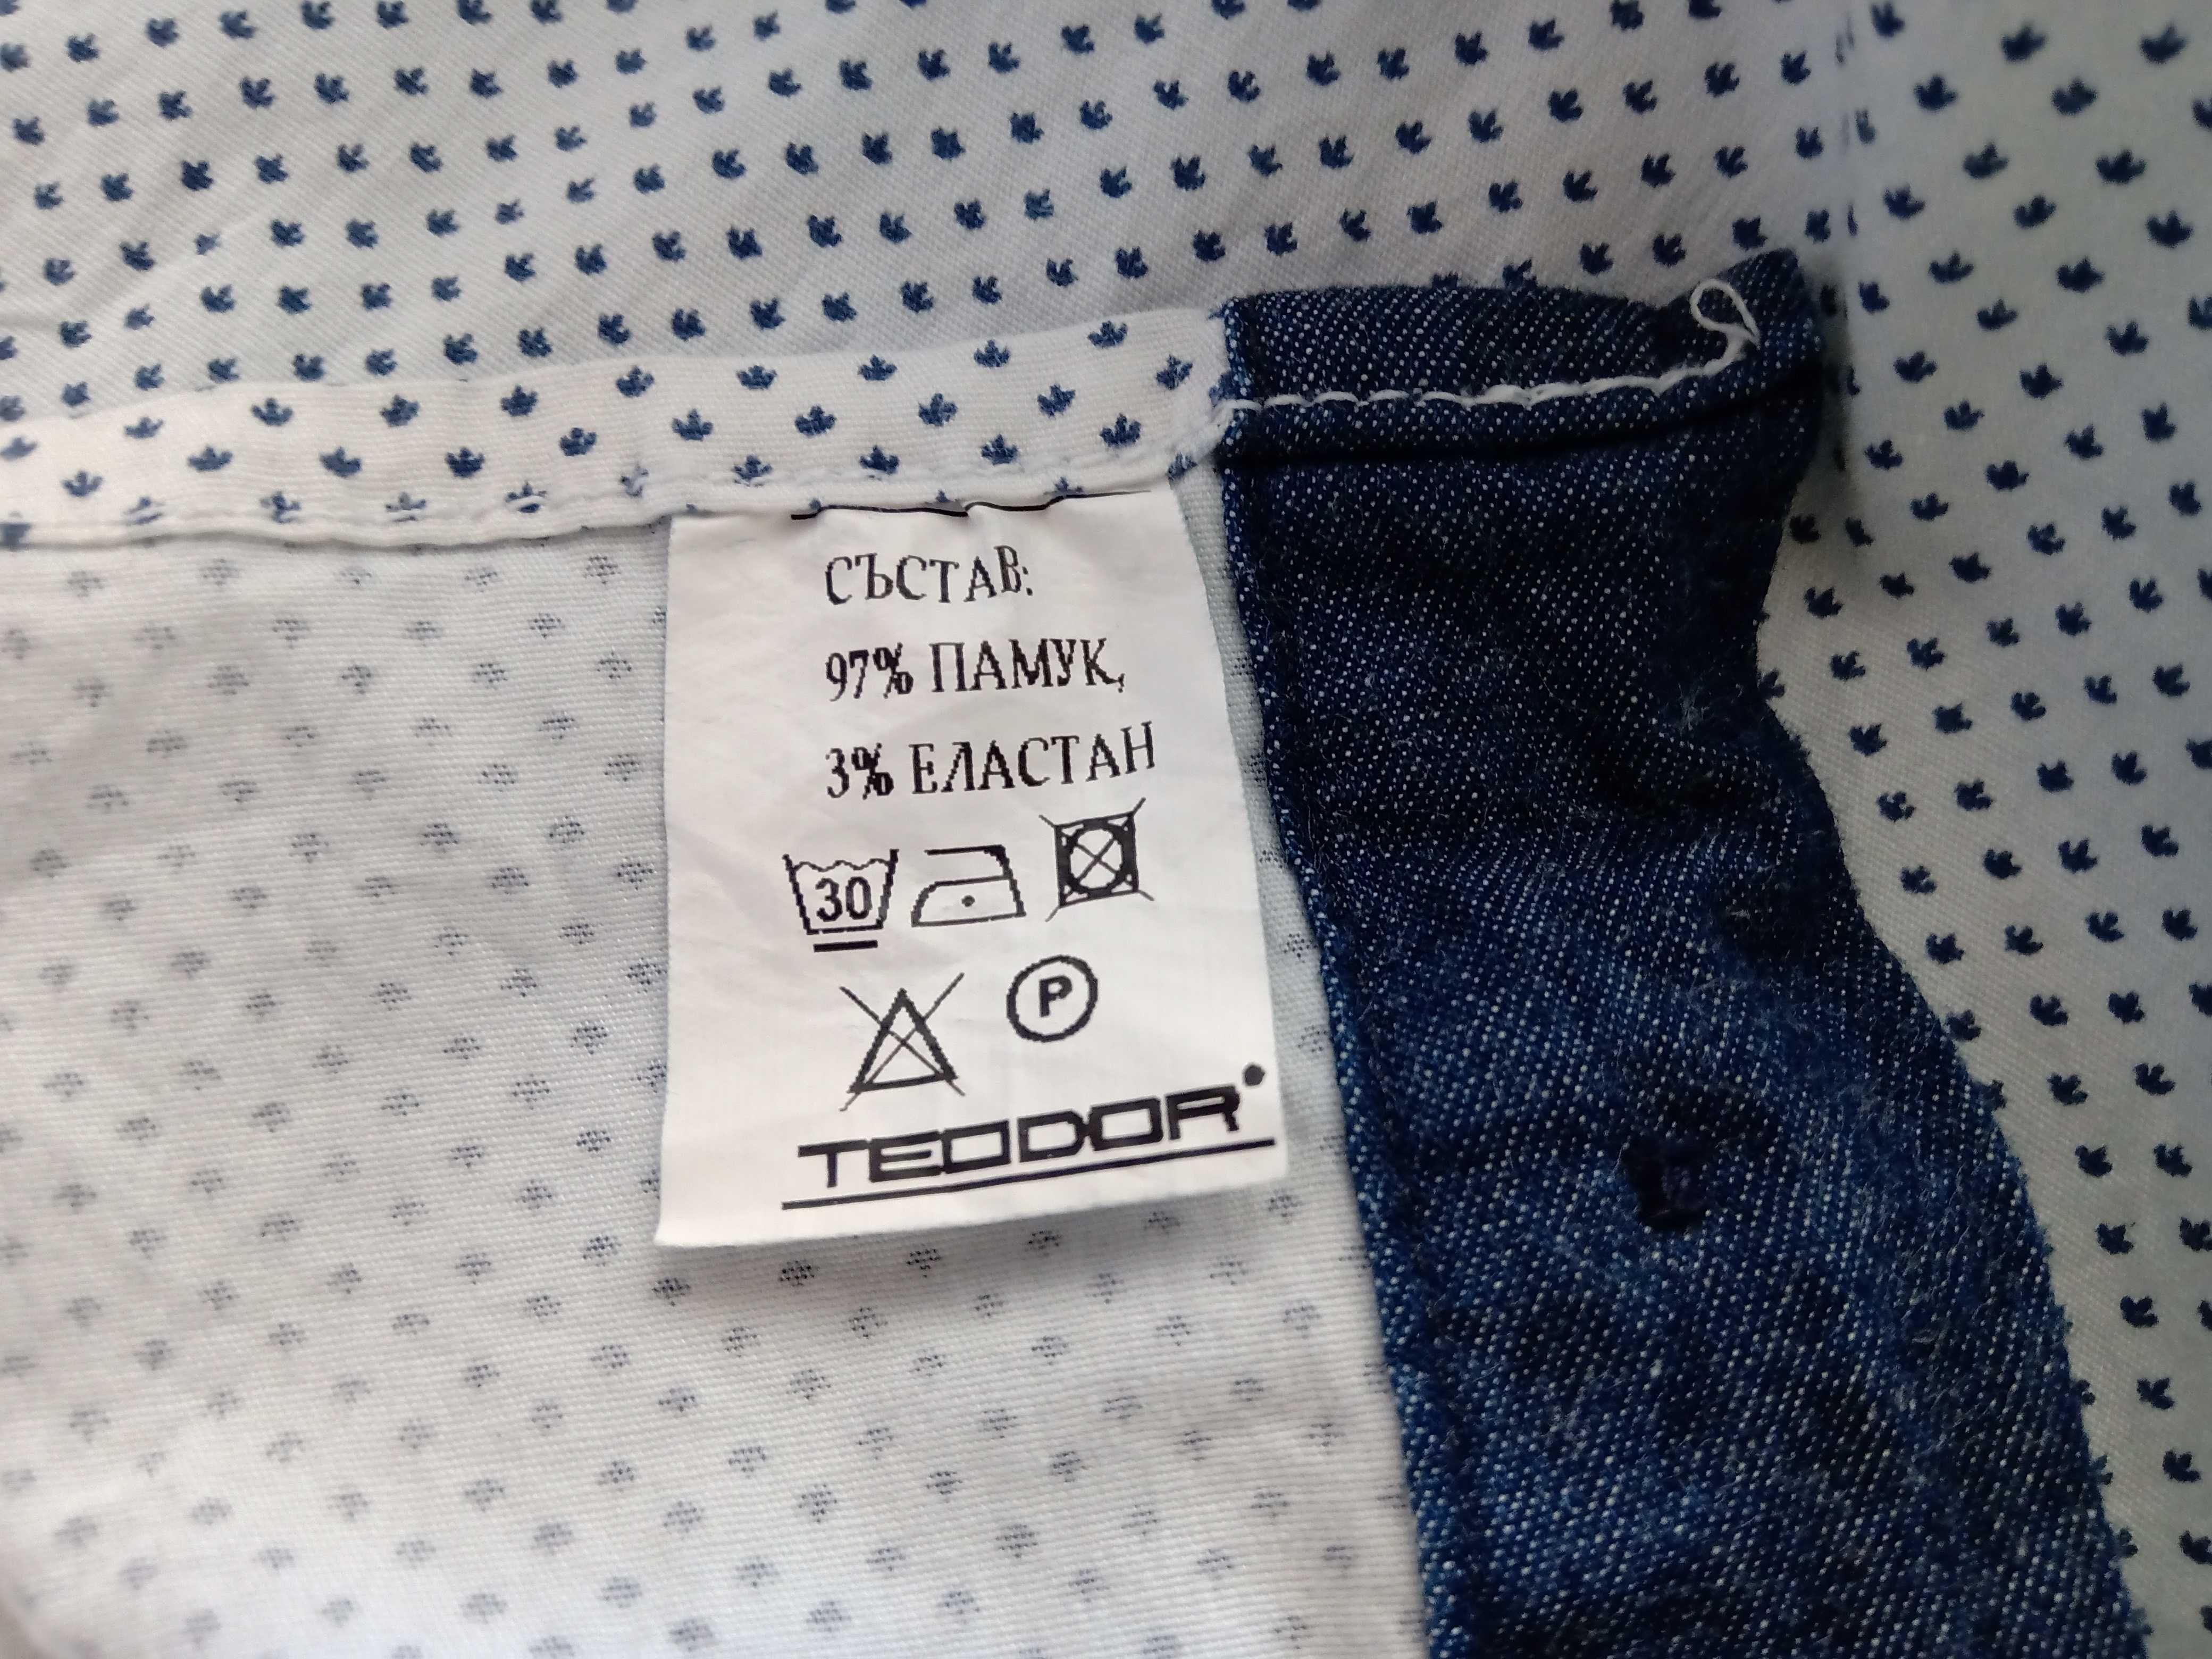 СЪСТАВ:
97% ПАМУК,
3% ЕЛАСТАН
30
P
TEODOR